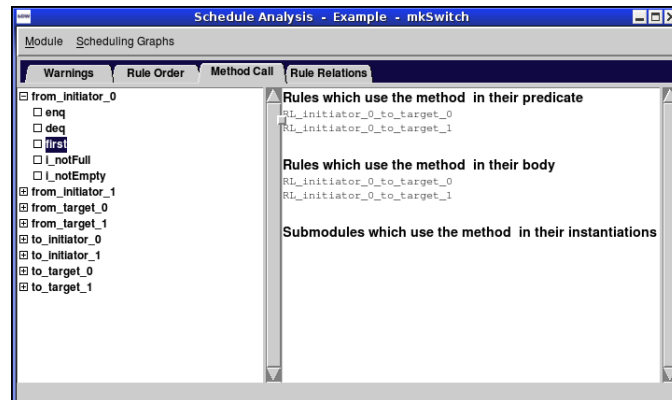 Schedule Analysis - Example - mkSwitch
Module Scheduling Graphs
Warnings Rule Order Method Call Rule Relations
from_initiator_0
enq
deq
first
i_notFull
i_notEmpty
from_initiator_1
from_target_0
from_target_1
to_initiator_0
to_initiator_1
to_target_0
to_target_1
Rules which use the method in their predicate
RL_initiator_0_to_target_0
RL_initiator_0_to_target_1
Rules which use the method in their body
RL_initiator_0_to_target_0
RL_initiator_0_to_target_1
Submodules which use the method in their instantiations